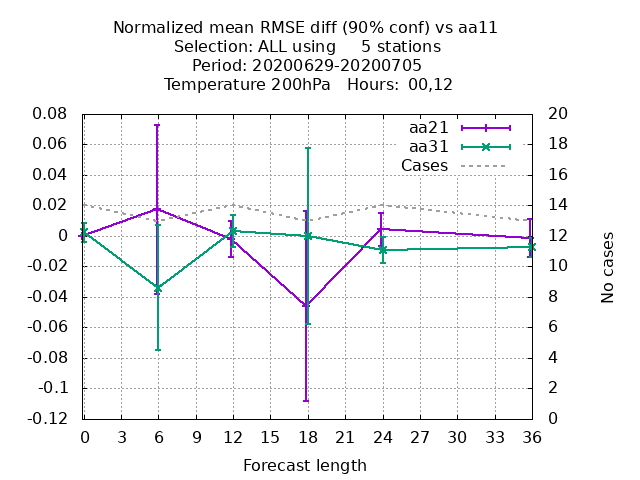 Normalized mean RMSE diff (90% conf) vs aa11
Selection: ALL using     5 stations
Period: 20200629-20200705
Temperature 200hPa   Hours:  00,12
0.08
0.06
0.04
0.02
0
-0.02
-0.04
-0.06
-0.08
-0.1
-0.12
aa21
aa31
Cases
20
18
16
14
12
10
8
6
4
2
0
No cases
0 3 6 9 12 15 18 21 24 27 30 33 36
Forecast length